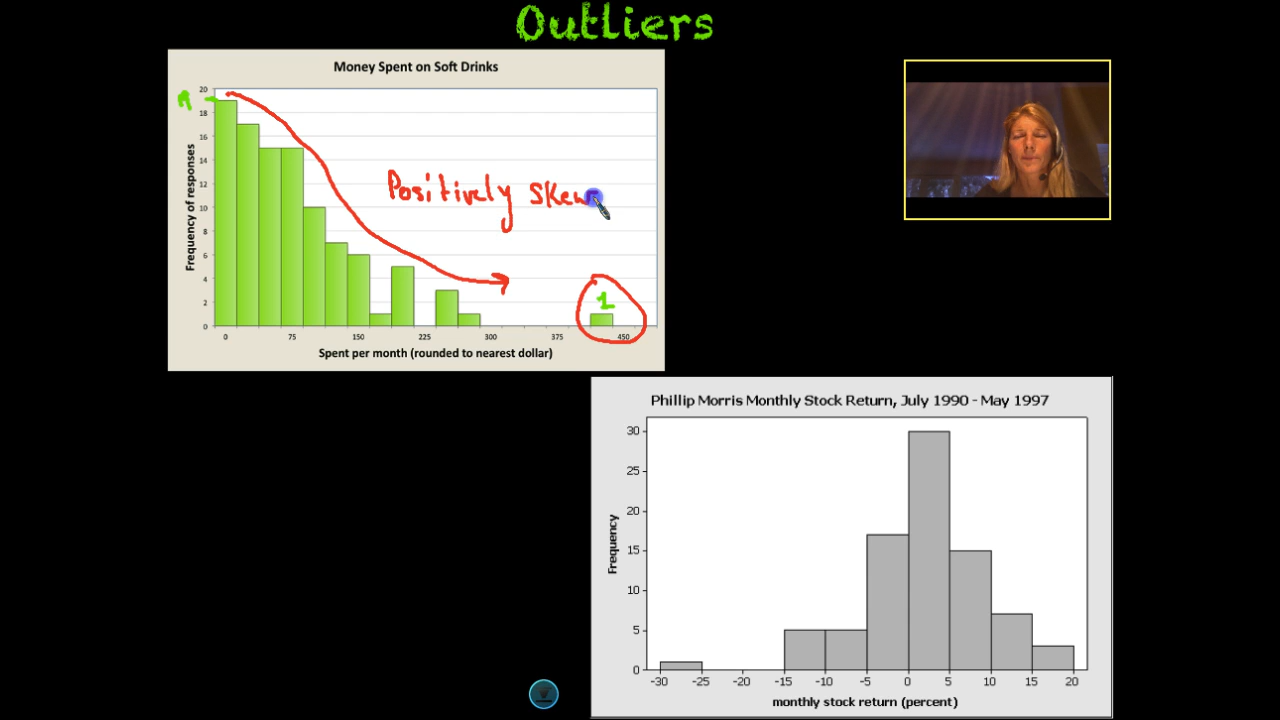 Outliers
Money Spent on Soft Drinks
Frequency of responses
20
18
16
14
12
10
8
6
4
2
0
Positively Skew
1
0 75 150 225 300 375 450
Spent per month (rounded to nearest dollar)
Phillip Morris Monthly Stock Return, July 1990 - May 1997
Frequency
30
25
20
15
10
5
0
-30 -25 -20 -15 -10 -5 0 5 10 15 20
monthly stock return (percent)